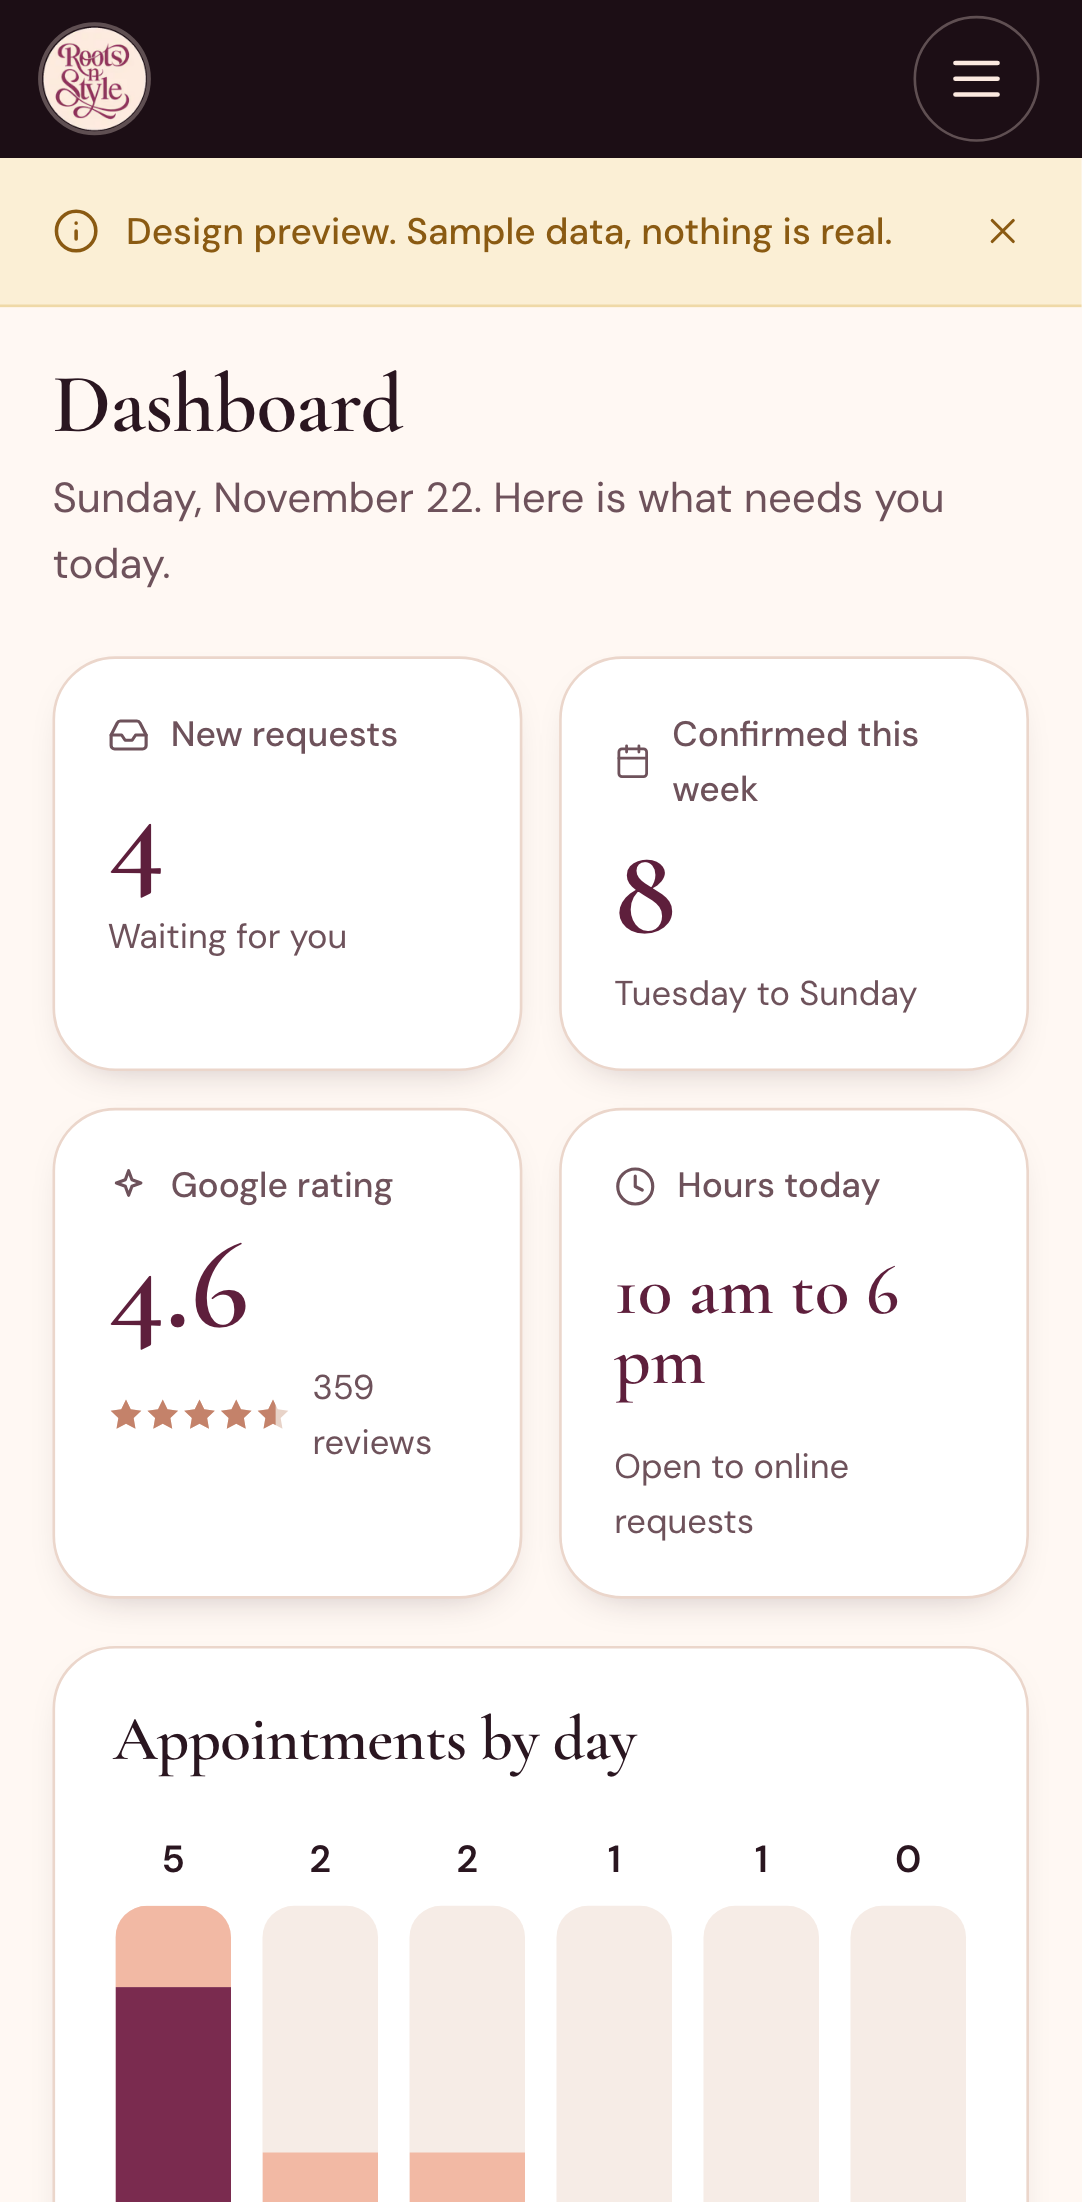 Roots
n
Style
Design preview. Sample data, nothing is real.
Dashboard
Sunday, November 22. Here is what needs you
today.
New requests
4
Waiting for you
Confirmed this
week
8
Tuesday to Sunday
Google rating
4.6
359
reviews
Hours today
10 am to 6
pm
Open to online
requests
Appointments by day
5 2 2 1 1 0